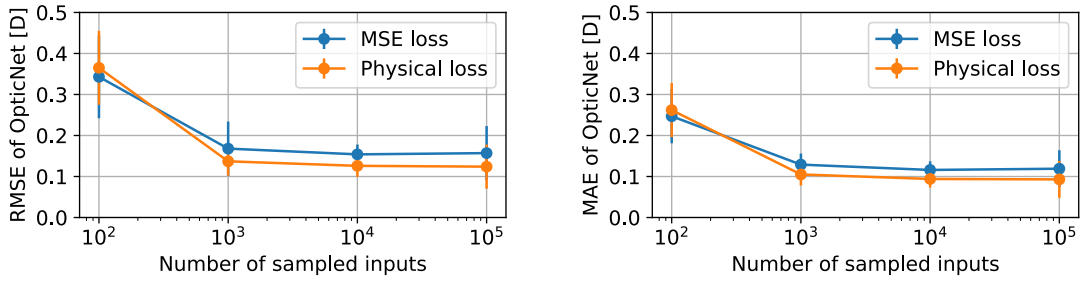 RMSE of OpticNet [D]
0.5
0.4
0.3
0.2
0.1
0.0
MSE loss
Physical loss
10²
10³
10⁴
10⁵
Number of sampled inputs
MAE of OpticNet [D]
0.5
0.4
0.3
0.2
0.1
0.0
MSE loss
Physical loss
10²
10³
10⁴
10⁵
Number of sampled inputs